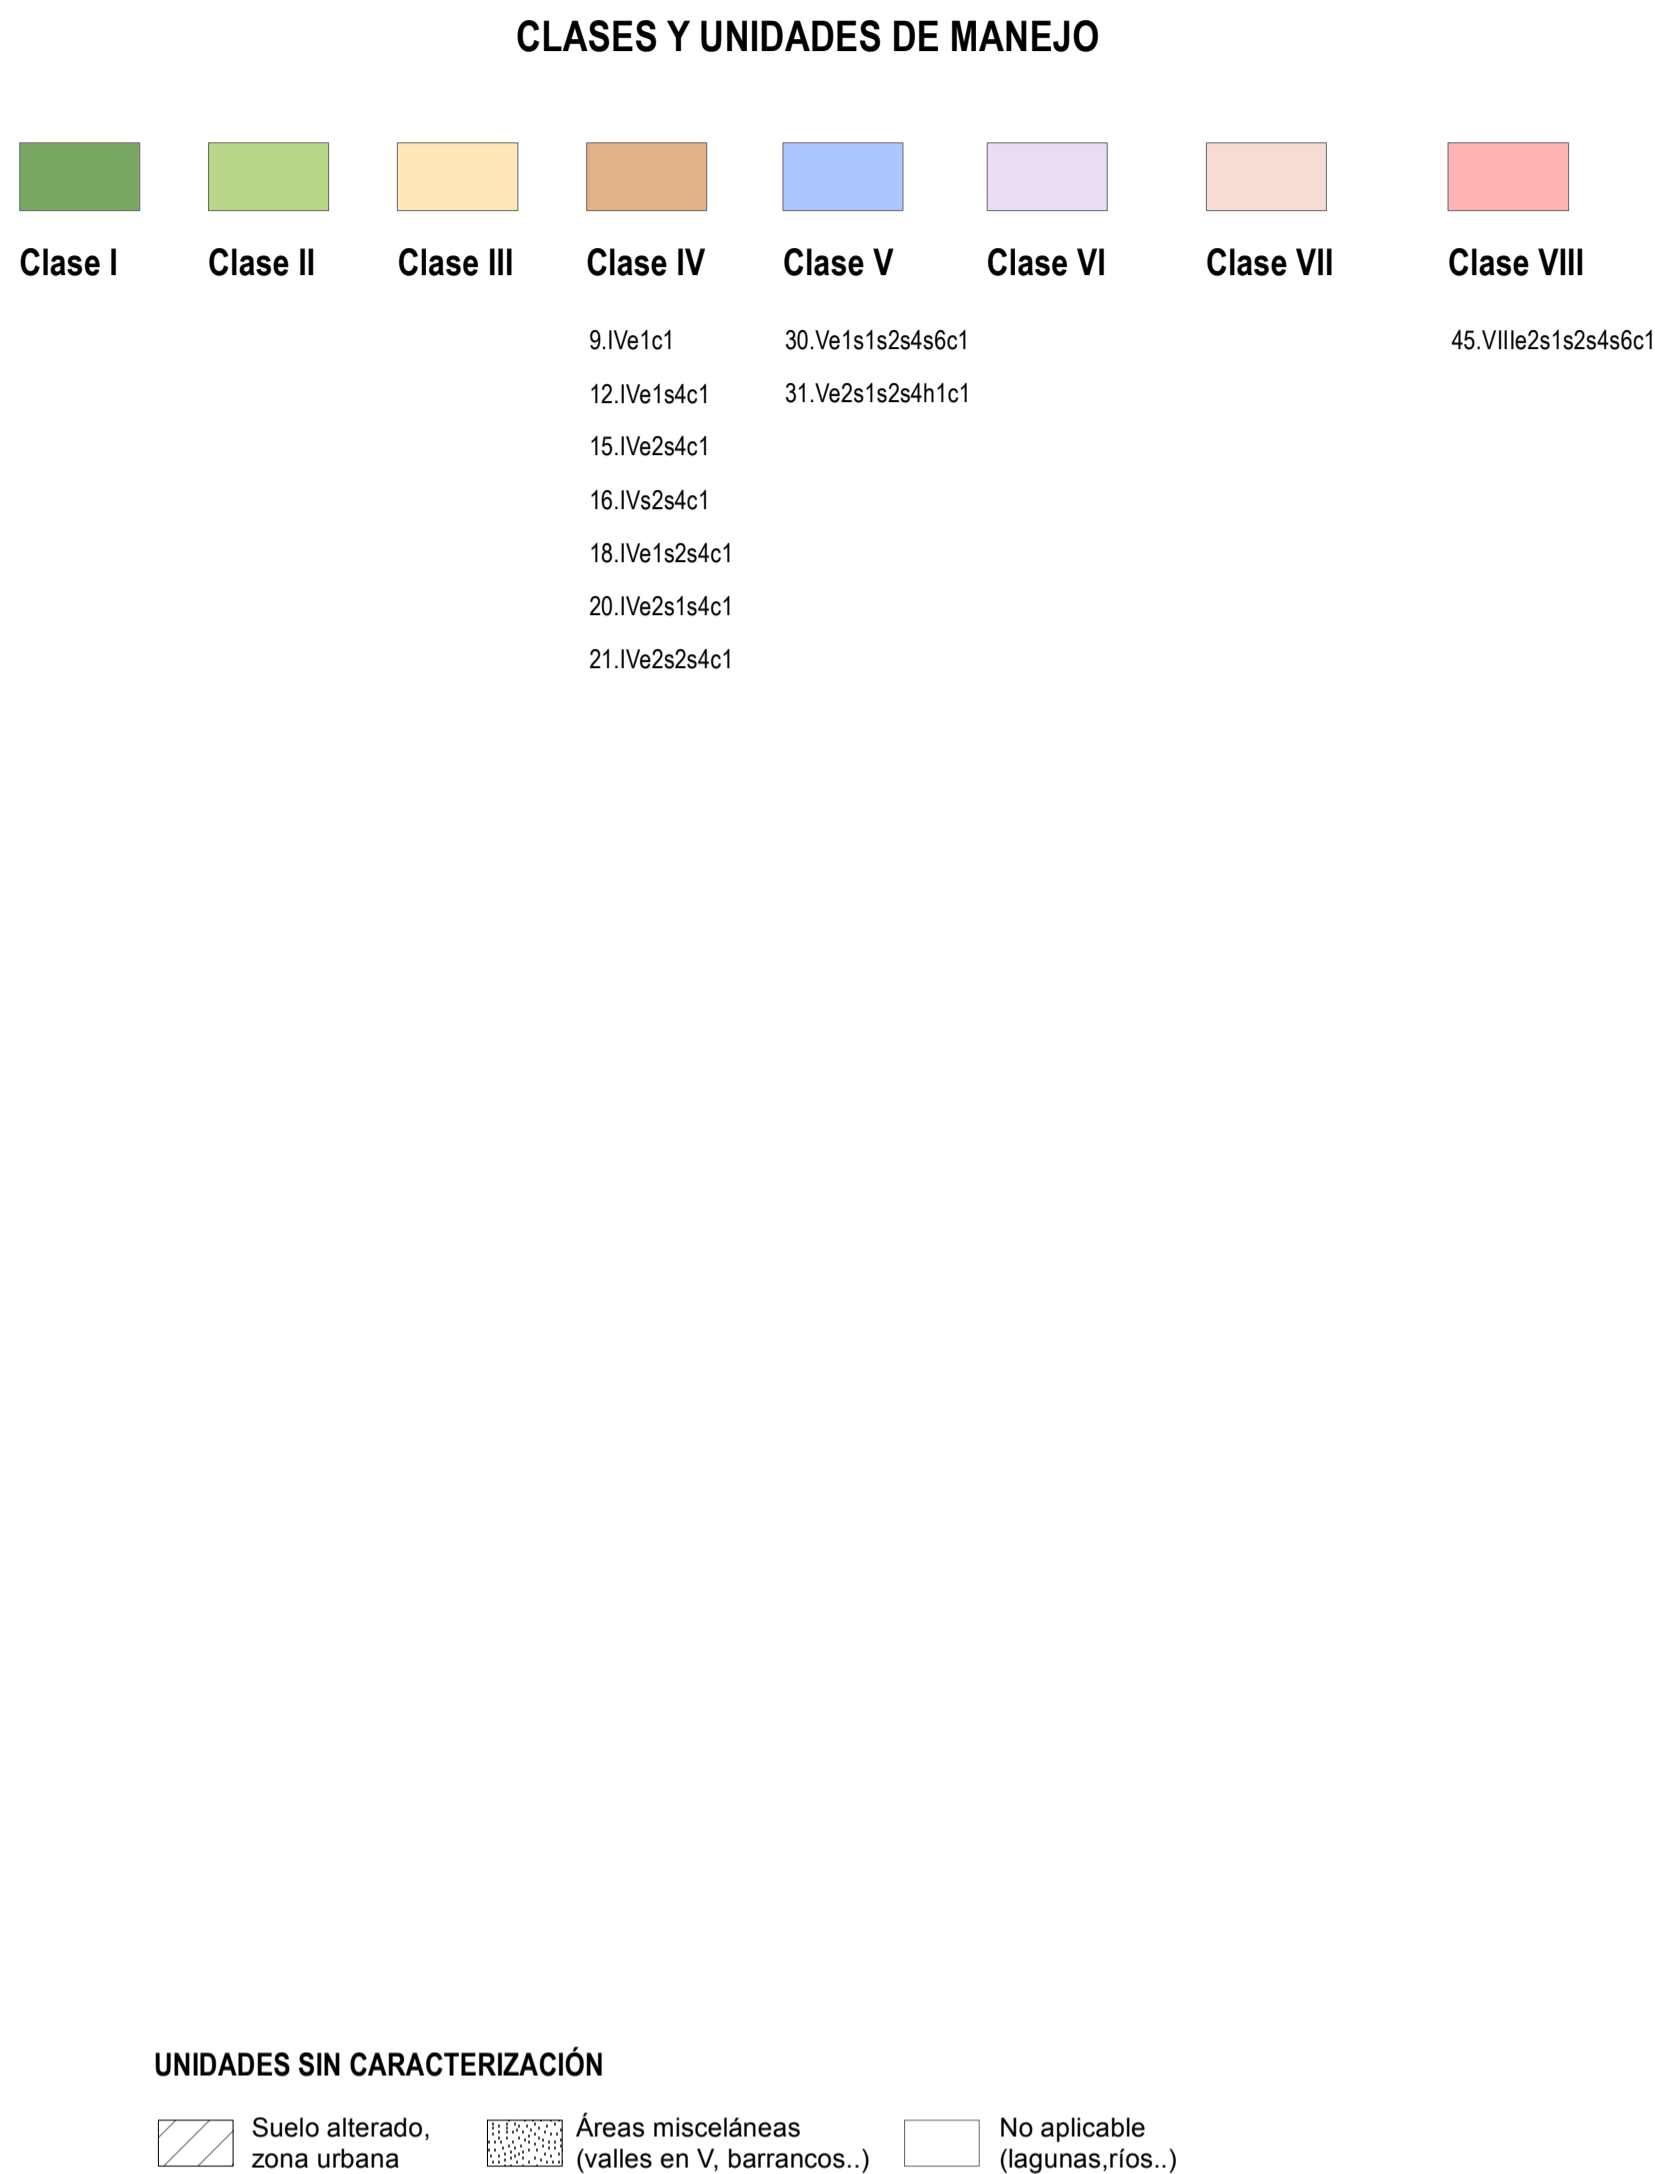 CLASES Y UNIDADES DE MANEJO
Clase I
Clase II
Clase III
Clase IV
Clase V
Clase VI
Clase VII
Clase VIII
9.IVe1c1
12.IVe1s4c1
15.IVe2s4c1
16.IVs2s4c1
18.IVe1s2s4c1
20.IVe2s1s4c1
21.IVe2s2s4c1
30.Ve1s1s2s4s6c1
31.Ve2s1s2s4h1c1
45.VIIIe2s1s2s4s6c1
UNIDADES SIN CARACTERIZACIÓN
Suelo alterado,
zona urbana
Áreas misceláneas
(valles en V, barrancos..)
No aplicable
(lagunas,ríos..)